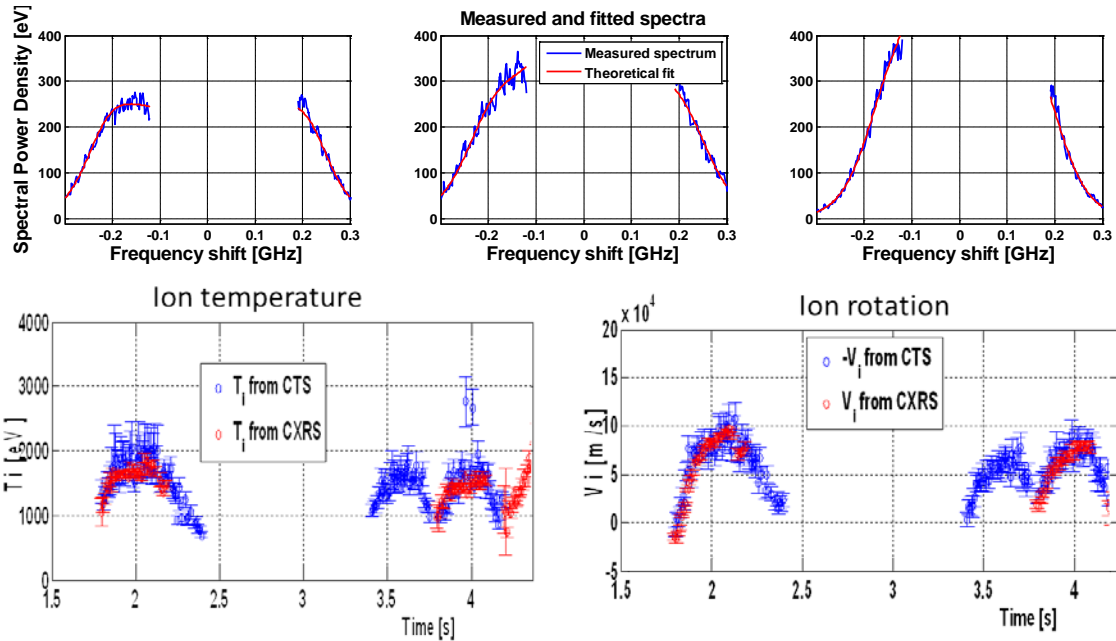 Measured and fitted spectra
Spectral Power Density [eV]
400
300
200
100
0
-0.2 -0.1 0 0.1 0.2 0.3
Frequency shift [GHz]
400
300
200
100
0
Measured spectrum
Theoretical fit
-0.2 -0.1 0 0.1 0.2 0.3
Frequency shift [GHz]
400
300
200
100
0
-0.2 -0.1 0 0.1 0.2 0.3
Frequency shift [GHz]
Ion temperature
Ti [eV]
4000
3000
2000
1000
0
T_i from CTS
T_i from CXRS
1.5 2 2.5 3 3.5 4
Time [s]
Ion rotation
x 10^4
V_i [m/s]
20
15
10
5
0
-5
-V_i from CTS
V_i from CXRS
1.5 2 2.5 3 3.5 4
Time [s]